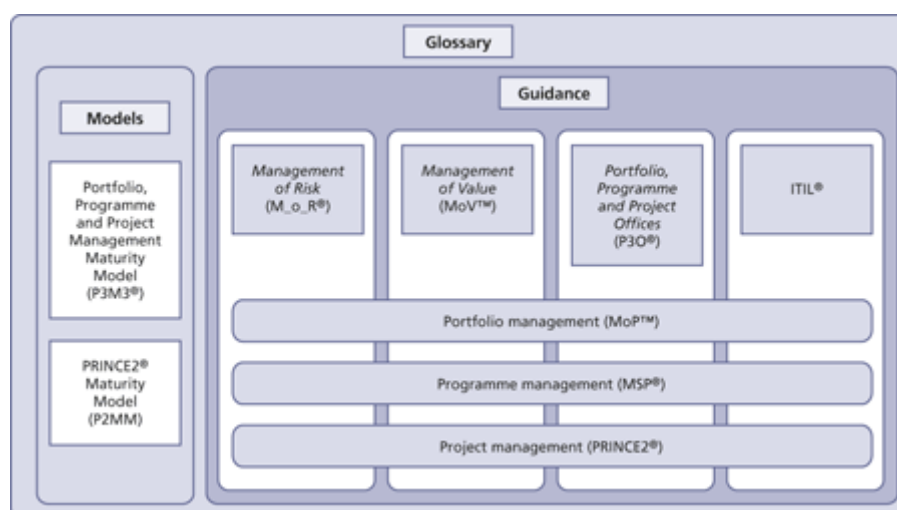 Glossary
Models
Portfolio,
Programme
and Project
Management
Maturity
Model
(P3M3®)
PRINCE2®
Maturity
Model
(P2MM)
Guidance
Management
of Risk
(M_o_R®)
Management
of Value
(MoV™)
Portfolio,
Programme
and Project
Offices
(P3O®)
ITIL®
Portfolio management (MoP™)
Programme management (MSP®)
Project management (PRINCE2®)